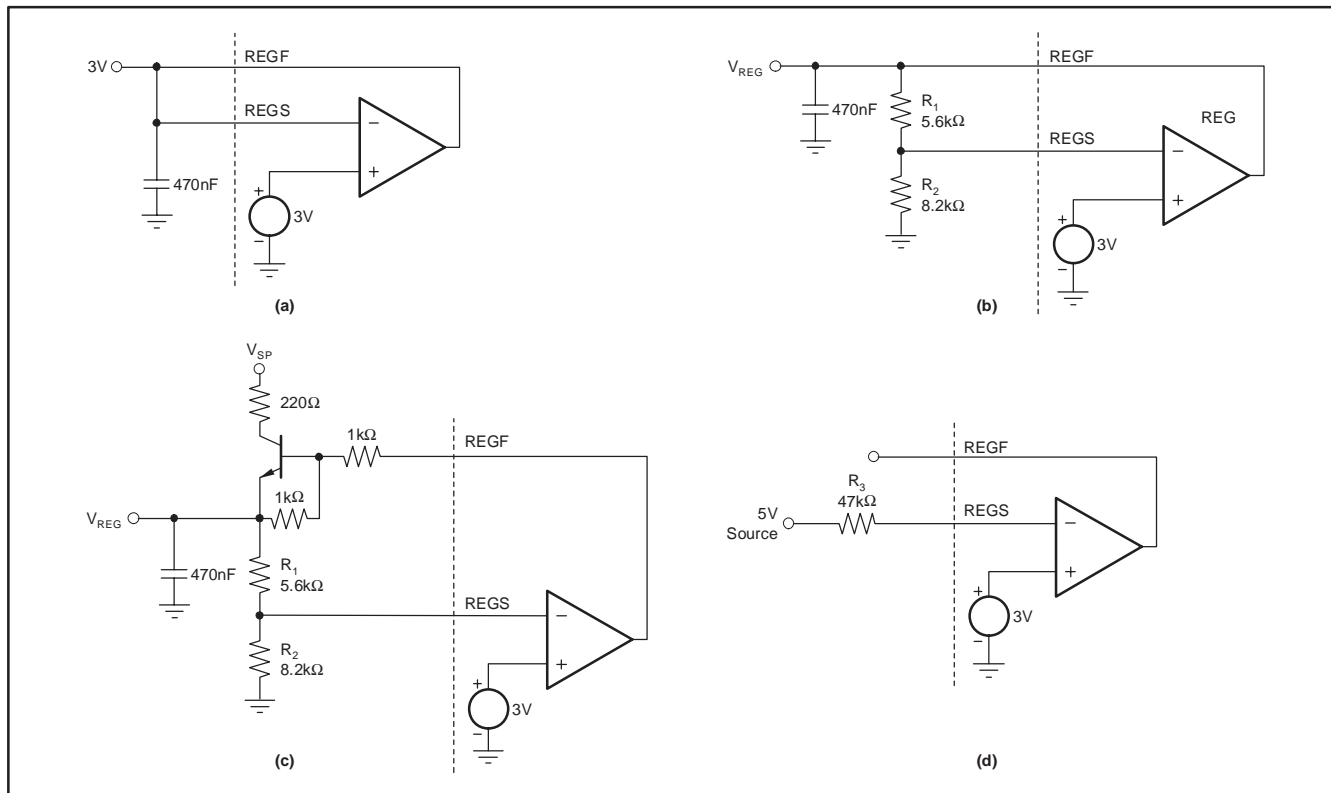 3V
REGF
REGS
470nF
−
+
+
3V
−
(a)
V_REG
REGF
470nF
R_1
5.6kΩ
REG
REGS
−
R_2
8.2kΩ
+
+
3V
−
(b)
V_SP
220Ω
1kΩ
REGF
1kΩ
V_REG
470nF
R_1
5.6kΩ
REGS
−
R_2
8.2kΩ
+
+
3V
−
(c)
REGF
R_3
47kΩ
5V
Source
REGS
−
+
+
3V
−
(d)